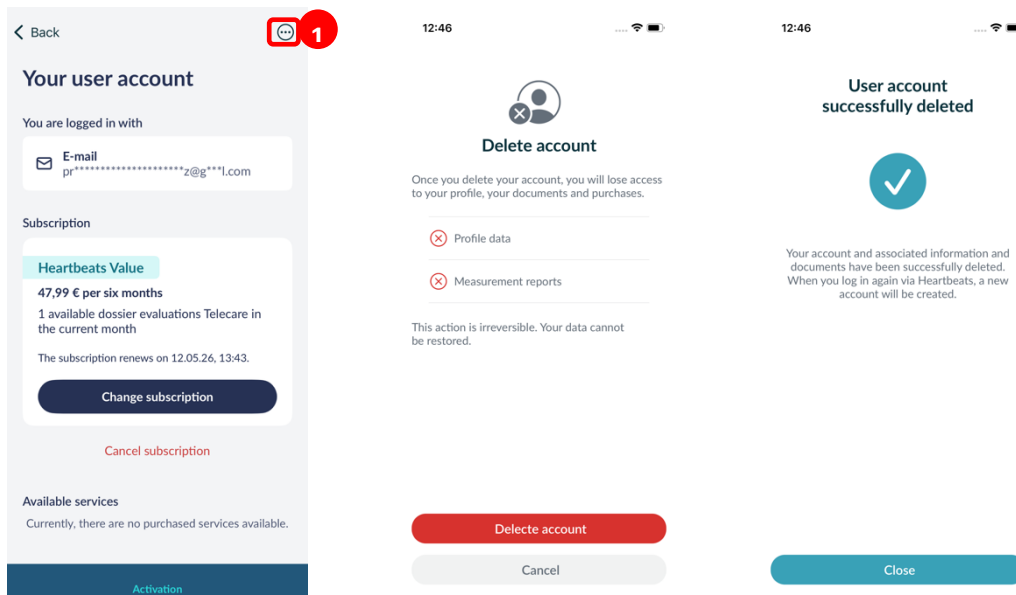 Back
1
Your user account
You are logged in with
E-mail
pr*********************z@g***l.com
Subscription
Heartbeats Value
47,99 € per six months
1 available dossier evaluations Telecare in
the current month
The subscription renews on 12.05.26, 13:43.
Change subscription
Cancel subscription
Available services
Currently, there are no purchased services available.
Activation
12:46
Delete account
Once you delete your account, you will lose access
to your profile, your documents and purchases.
Profile data
Measurement reports
This action is irreversible. Your data cannot
be restored.
Delecte account
Cancel
12:46
User account
successfully deleted
Your account and associated information and
documents have been successfully deleted.
When you log in again via Heartbeats, a new
account will be created.
Close